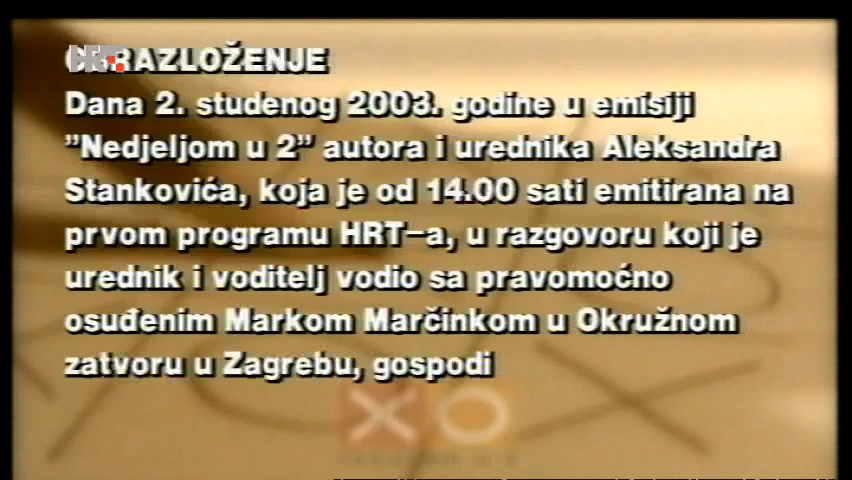 HRT
OBRAZLOŽENJE
Dana 2. studenog 2003. godine u emisiji
"Nedjeljom u 2" autora i urednika Aleksandra
Stankovića, koja je od 14.00 sati emitirana na
prvom programu HRT-a, u razgovoru koji je
urednik i voditelj vodio sa pravomoćno
osuđenim Markom Marčinkom u Okružnom
zatvoru u Zagrebu, gospodi
XO